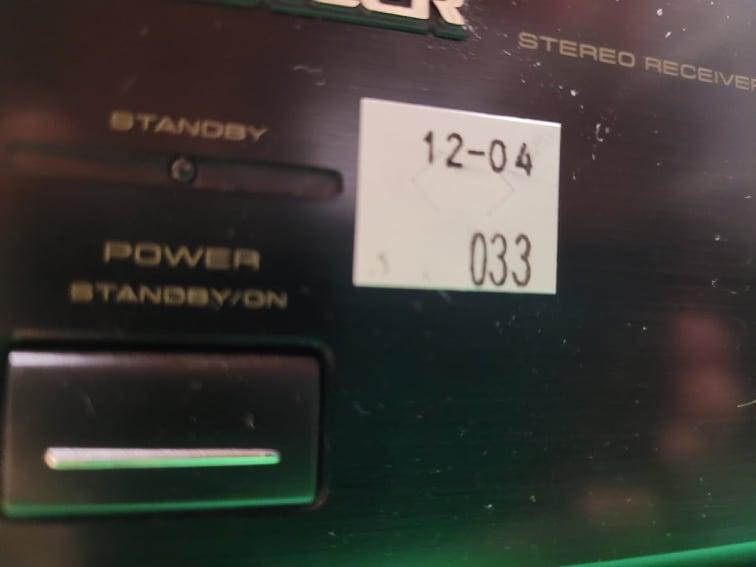 STEREO RECEIVER
STANDBY
12-04
033
POWER
STANDBY/ON